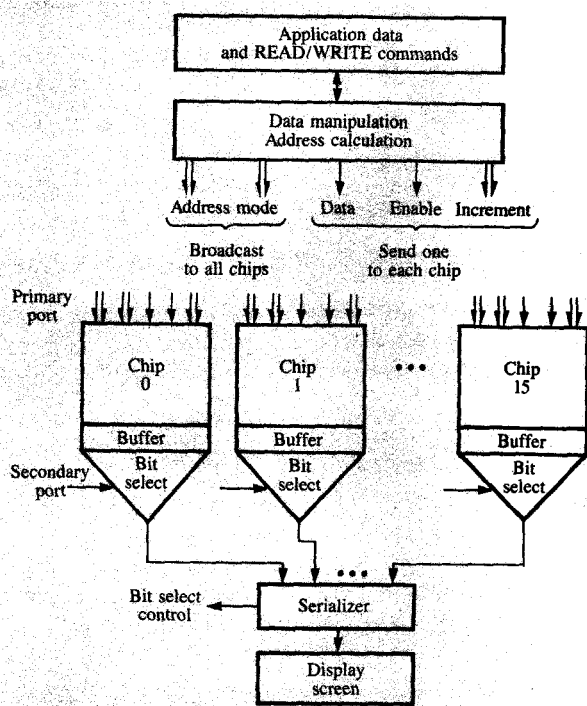 Application data
and READ/WRITE commands
Data manipulation
Address calculation
Address mode
Data Enable Increment
Broadcast
to all chips
Send one
to each chip
Primary
port
Chip
0
Chip
1
•••
Chip
15
Buffer
Buffer
Buffer
Secondary
port
Bit
select
Bit
select
Bit
select
•••
Bit select
control
Serializer
Display
screen